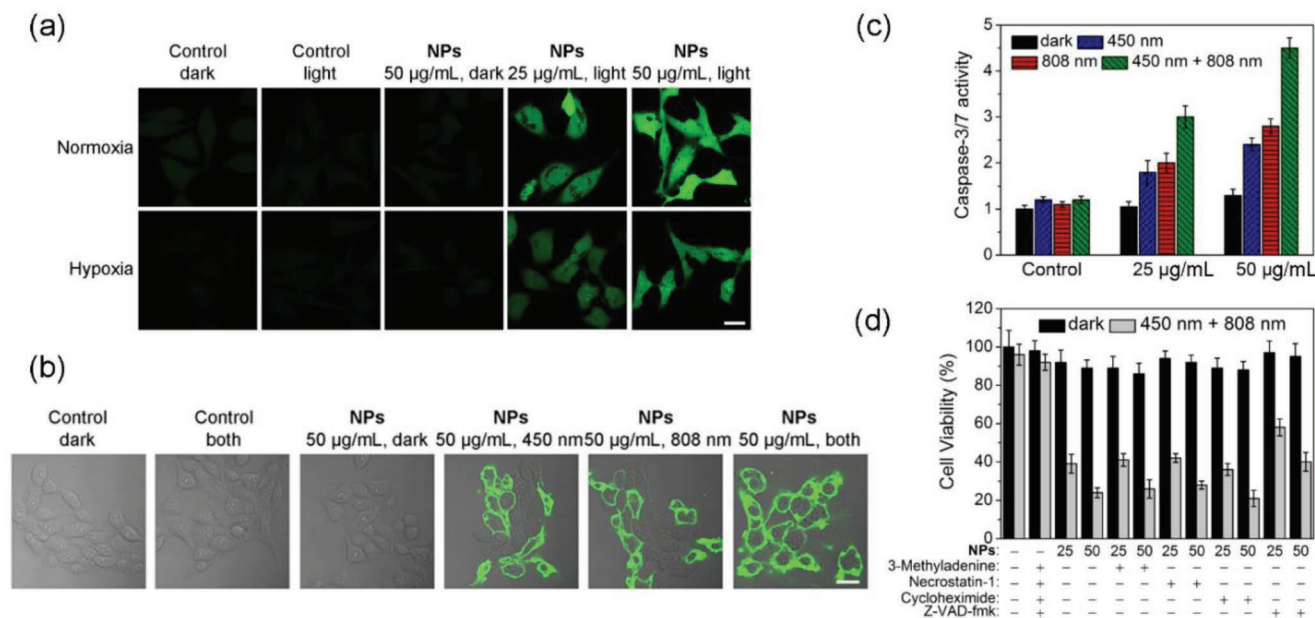 (a)
Control
dark
Control
light
NPs
50 µg/mL, dark
NPs
25 µg/mL, light
NPs
50 µg/mL, light
Normoxia
Hypoxia
(b)
Control
dark
Control
both
NPs
50 µg/mL, dark
NPs
50 µg/mL, 450 nm
NPs
50 µg/mL, 808 nm
NPs
50 µg/mL, both
(c)
Caspase-3/7 activity
5
4
3
2
1
0
dark 450 nm
808 nm 450 nm + 808 nm
Control 25 µg/mL 50 µg/mL
(d)
Cell Viability (%)
120
100
80
60
40
20
0
dark 450 nm + 808 nm
NPs: – – 25 50 25 50 25 50 25 50 25 50
3-Methyladenine: – + – – + + – – – – – –
Necrostatin-1: – + – – – – + + – – – –
Cycloheximide: – + – – – – – – + + – –
Z-VAD-fmk: – + – – – – – – – – + +